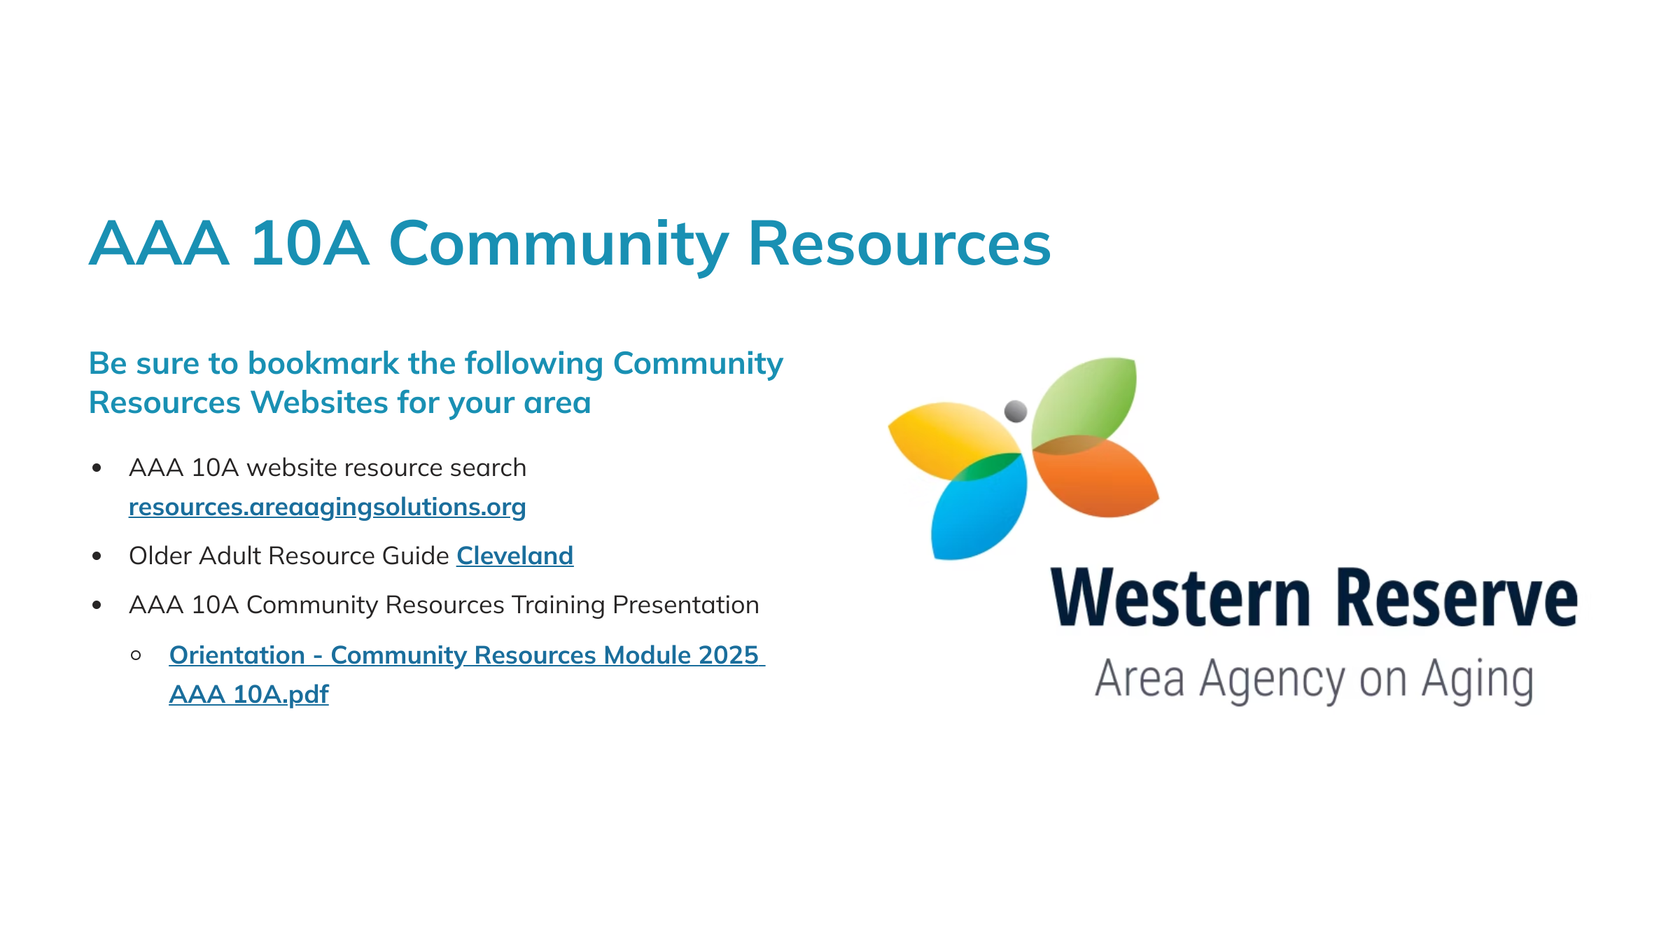 AAA 10A Community Resources
Be sure to bookmark the following Community
Resources Websites for your area
• AAA 10A website resource search
resources.areaagingsolutions.org
• Older Adult Resource Guide Cleveland
• AAA 10A Community Resources Training Presentation
○ Orientation - Community Resources Module 2025
AAA 10A.pdf
Western Reserve
Area Agency on Aging